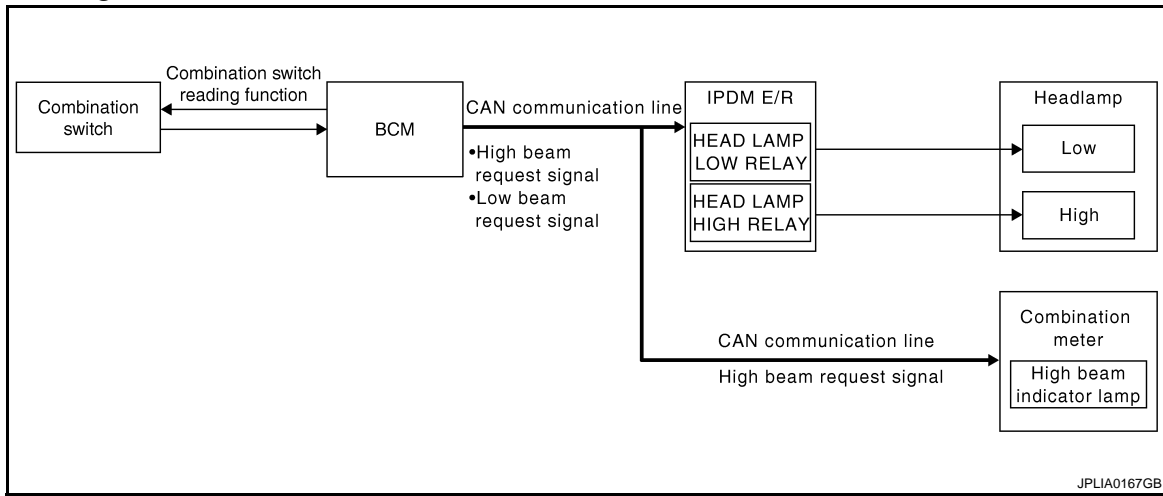 Combination switch
reading function
Combination
switch
BCM
CAN communication line
•High beam
request signal
•Low beam
request signal
IPDM E/R
HEAD LAMP
LOW RELAY
HEAD LAMP
HIGH RELAY
Headlamp
Low
High
CAN communication line
High beam request signal
Combination
meter
High beam
indicator lamp
JPLIA0167GB